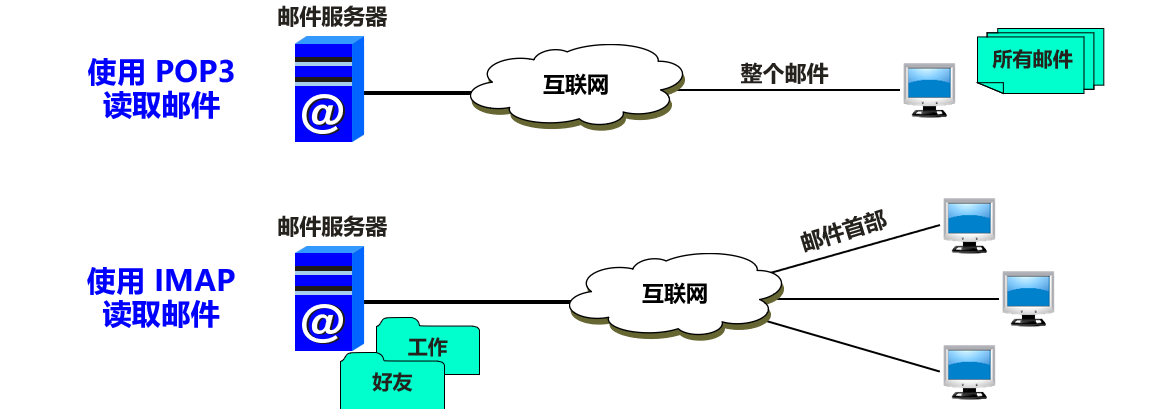 邮件服务器
使用 POP3
读取邮件
@
互联网
整个邮件
所有邮件
邮件服务器
使用 IMAP
读取邮件
@
互联网
邮件首部
工作
好友